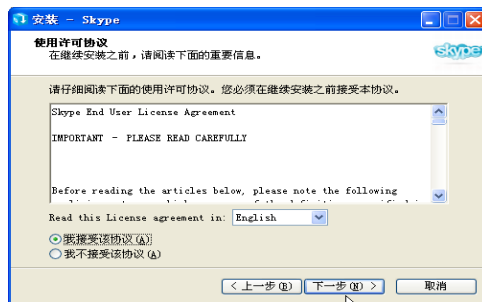 安装 - Skype
使用许可协议
在继续安装之前，请阅读下面的重要信息。
skype
请仔细阅读下面的使用许可协议。您必须在继续安装之前接受本协议。
Skype End User License Agreement
IMPORTANT - PLEASE READ CAREFULLY
Before reading the articles below, please note the following
Read this License agreement in: English
我接受该协议(A)
我不接受该协议(A)
< 上一步(B) 下一步(N) > 取消